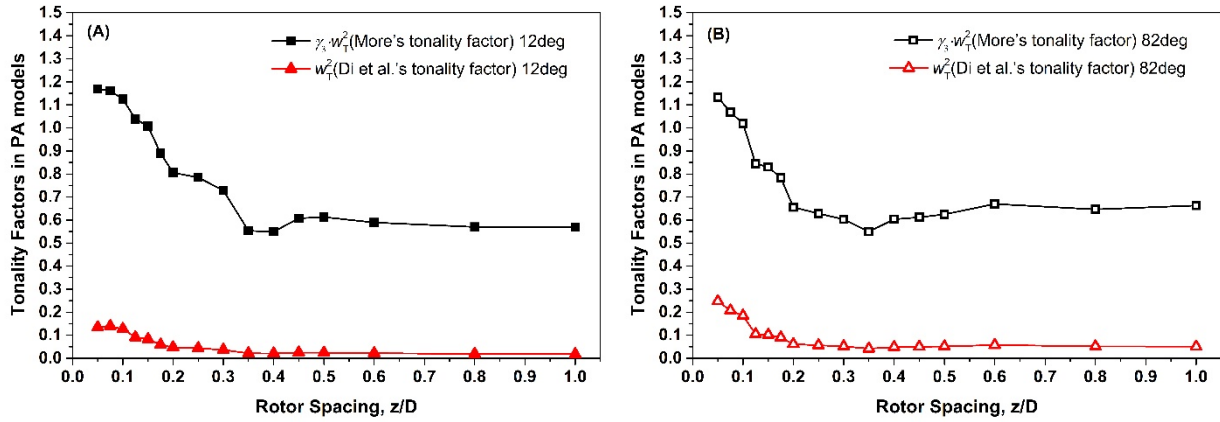 (A)
γ₃·w_T²(More's tonality factor) 12deg
w_T²(Di et al.'s tonality factor) 12deg
Tonality Factors in PA models
1.5
1.4
1.3
1.2
1.1
1.0
0.9
0.8
0.7
0.6
0.5
0.4
0.3
0.2
0.1
0.0
0.0 0.1 0.2 0.3 0.4 0.5 0.6 0.7 0.8 0.9 1.0
Rotor Spacing, z/D
(B)
γ₃·w_T²(More's tonality factor) 82deg
w_T²(Di et al.'s tonality factor) 82deg
Tonality Factors in PA models
1.5
1.4
1.3
1.2
1.1
1.0
0.9
0.8
0.7
0.6
0.5
0.4
0.3
0.2
0.1
0.0
0.0 0.1 0.2 0.3 0.4 0.5 0.6 0.7 0.8 0.9 1.0
Rotor Spacing, z/D